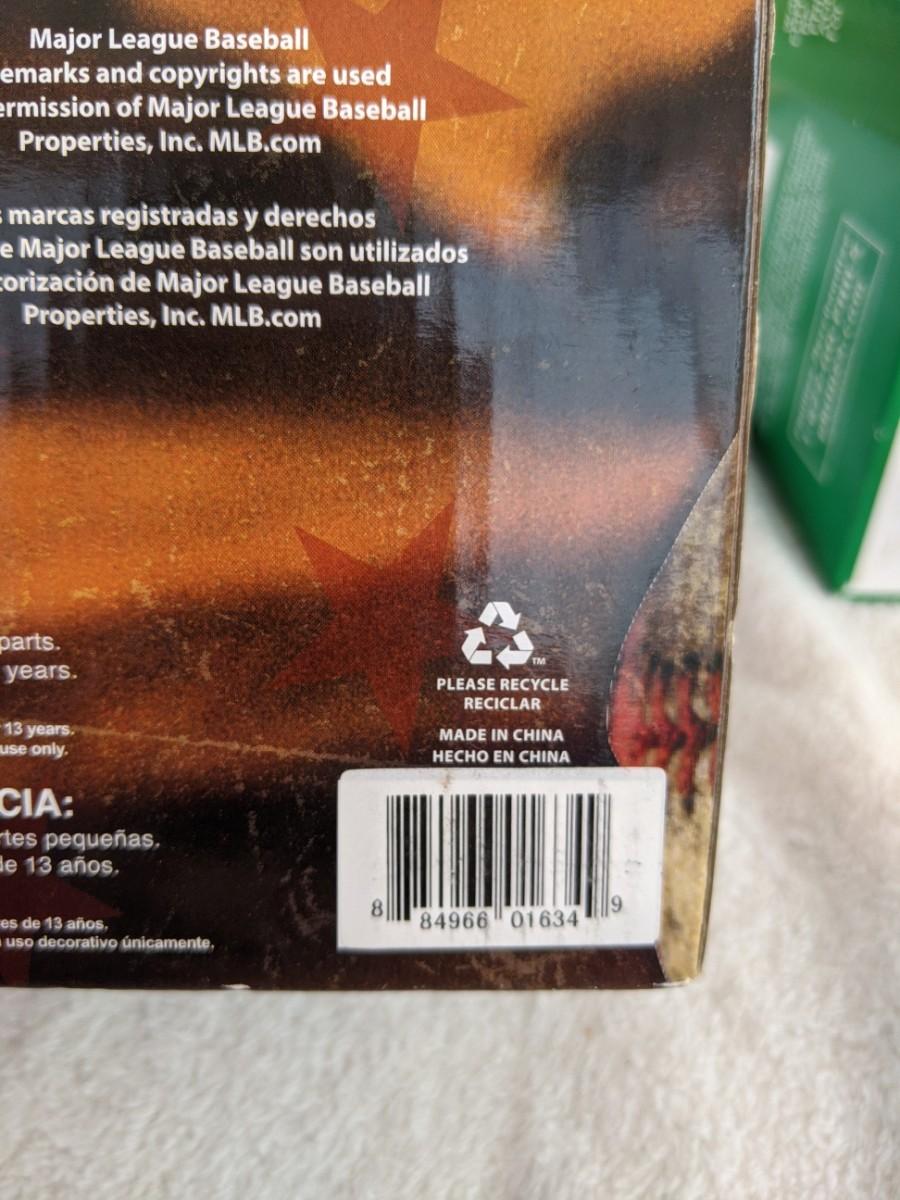 Major League Baseball
emarks and copyrights are used
ermission of Major League Baseball
Properties, Inc. MLB.com
marcas registradas y derechos
e Major League Baseball son utilizados
torización de Major League Baseball
Properties, Inc. MLB.com
parts.
years.
13 years.
use only.
CIA:
rtes pequeñas.
de 13 años.
es de 13 años.
uso decorativo únicamente.
TM
PLEASE RECYCLE
RECICLAR
MADE IN CHINA
HECHO EN CHINA
8 84966 01634 9